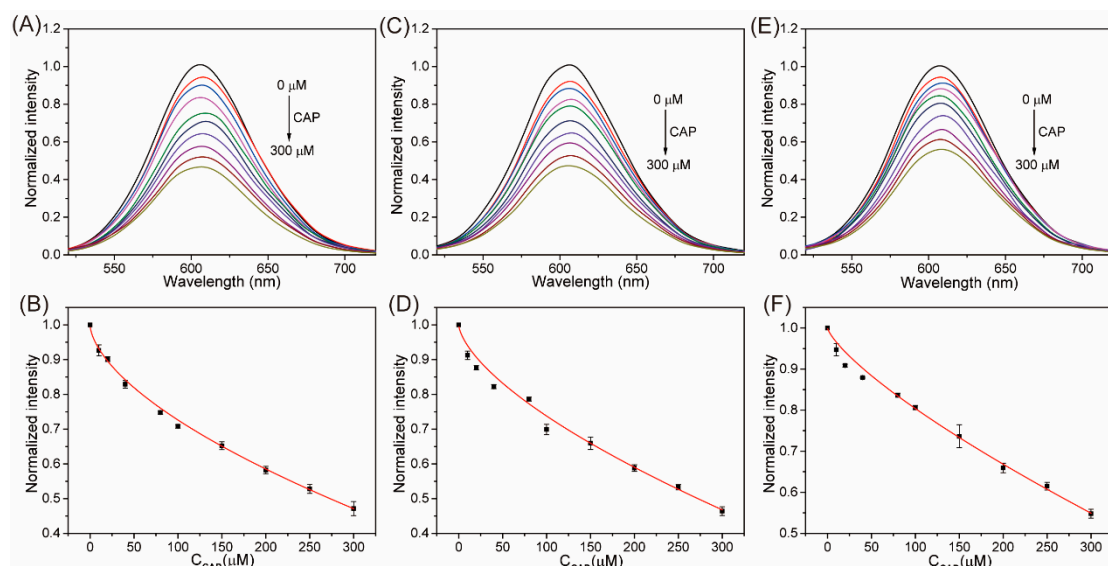 (A)
Normalized intensity
1.2
1.0
0.8
0.6
0.4
0.2
0.0
0 μM
CAP
300 μM
550 600 650 700
Wavelength (nm)
(C)
Normalized intensity
1.2
1.0
0.8
0.6
0.4
0.2
0.0
0 μM
CAP
300 μM
550 600 650 700
Wavelength (nm)
(E)
Normalized intensity
1.2
1.0
0.8
0.6
0.4
0.2
0.0
0 μM
CAP
300 μM
550 600 650 700
Wavelength (nm)
(B)
Normalized intensity
1.0
0.9
0.8
0.7
0.6
0.5
0.4
0 50 100 150 200 250 300
C_CAP(μM)
(D)
Normalized intensity
1.0
0.9
0.8
0.7
0.6
0.5
0.4
0 50 100 150 200 250 300
C_CAP(μM)
(F)
Normalized intensity
1.0
0.9
0.8
0.7
0.6
0.5
0 50 100 150 200 250 300
C_CAP(μM)